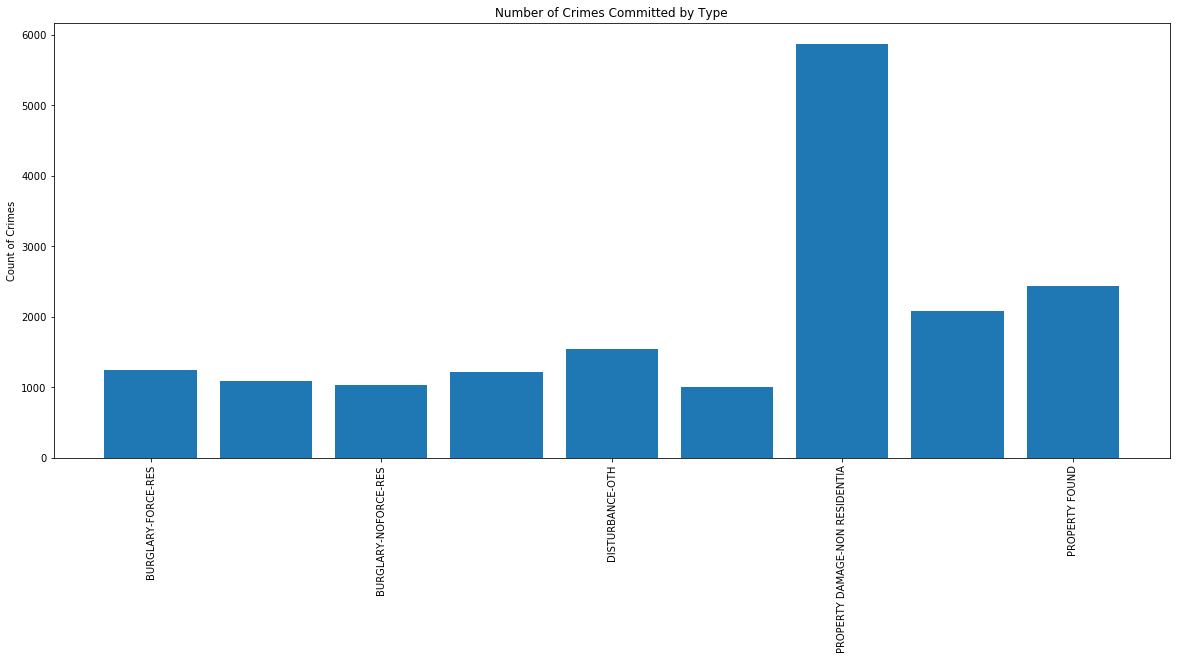 Number of Crimes Committed by Type
Count of Crimes
6000
5000
4000
3000
2000
1000
0
BURGLARY-FORCE-RES
BURGLARY-NOFORCE-RES
DISTURBANCE-OTH
PROPERTY DAMAGE-NON RESIDENTIA
PROPERTY FOUND